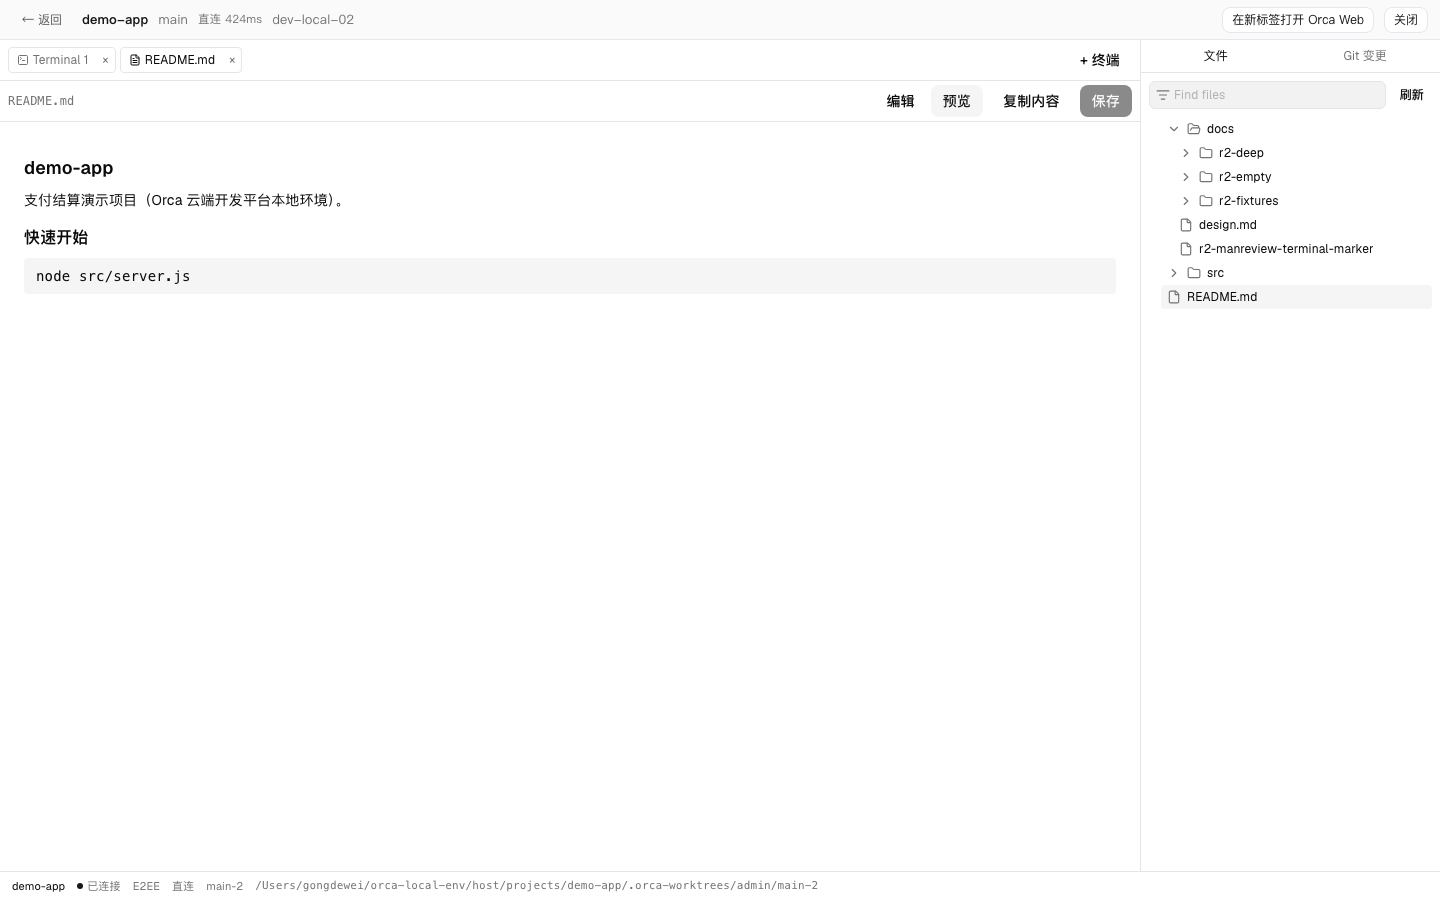 ← 返回 demo-app main 直连 424ms dev-local-02 在新标签打开 Orca Web 关闭
Terminal 1 × README.md × + 终端
README.md 编辑 预览 复制内容 保存
demo-app
支付结算演示项目（Orca 云端开发平台本地环境）。
快速开始
node src/server.js
文件 Git 变更
Find files 刷新
docs
r2-deep
r2-empty
r2-fixtures
design.md
r2-manreview-terminal-marker
src
README.md
demo-app ● 已连接 E2EE 直连 main-2 /Users/gongdewei/orca-local-env/host/projects/demo-app/.orca-worktrees/admin/main-2